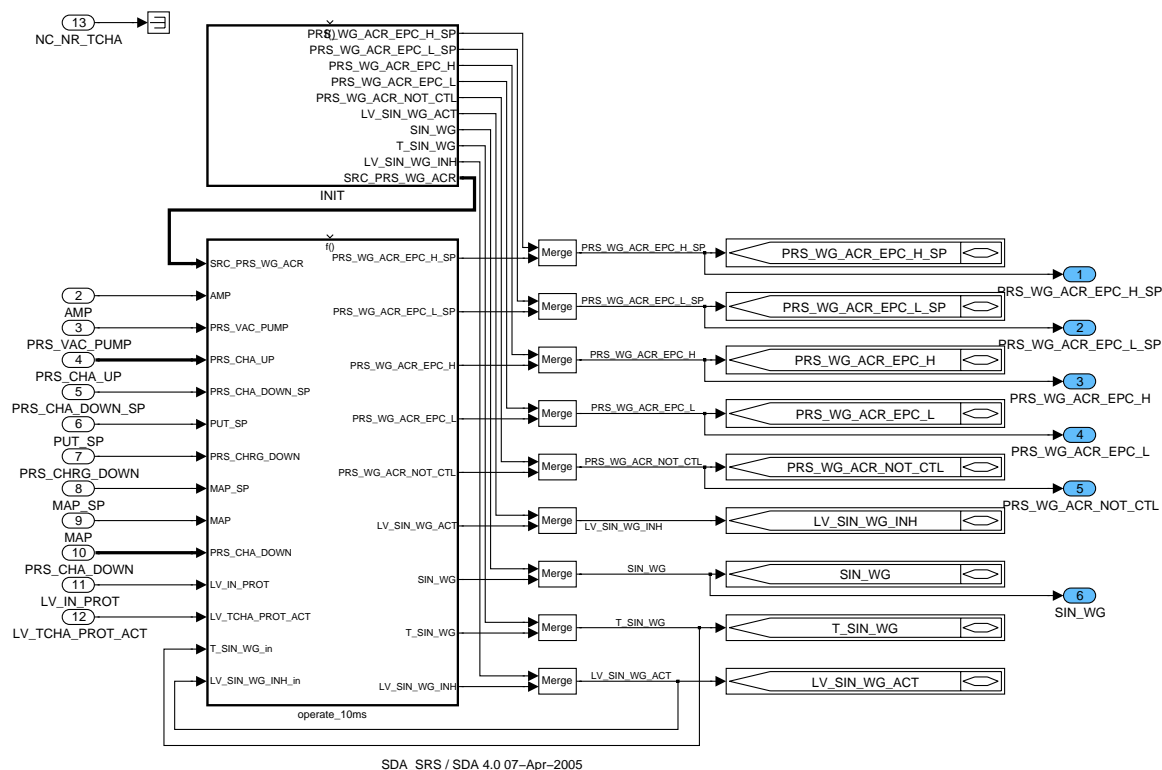 13
NC_NR_TCHA
f()
PRS_WG_ACR_EPC_H_SP
PRS_WG_ACR_EPC_L_SP
PRS_WG_ACR_EPC_H
PRS_WG_ACR_EPC_L
PRS_WG_ACR_NOT_CTL
LV_SIN_WG_ACT
SIN_WG
T_SIN_WG
LV_SIN_WG_INH
SRC_PRS_WG_ACR
INIT
f()
SRC_PRS_WG_ACR
AMP
PRS_VAC_PUMP
PRS_CHA_UP
PRS_CHA_DOWN_SP
PUT_SP
PRS_CHRG_DOWN
MAP_SP
MAP
PRS_CHA_DOWN
LV_IN_PROT
LV_TCHA_PROT_ACT
T_SIN_WG_in
LV_SIN_WG_INH_in
PRS_WG_ACR_EPC_H_SP
PRS_WG_ACR_EPC_L_SP
PRS_WG_ACR_EPC_H
PRS_WG_ACR_EPC_L
PRS_WG_ACR_NOT_CTL
LV_SIN_WG_ACT
SIN_WG
T_SIN_WG
LV_SIN_WG_INH
operate_10ms
2
AMP
3
PRS_VAC_PUMP
4
PRS_CHA_UP
5
PRS_CHA_DOWN_SP
6
PUT_SP
7
PRS_CHRG_DOWN
8
MAP_SP
9
MAP
10
PRS_CHA_DOWN
11
LV_IN_PROT
12
LV_TCHA_PROT_ACT
Merge
PRS_WG_ACR_EPC_H_SP
PRS_WG_ACR_EPC_H_SP
1
PRS_WG_ACR_EPC_H_SP
Merge
PRS_WG_ACR_EPC_L_SP
PRS_WG_ACR_EPC_L_SP
2
PRS_WG_ACR_EPC_L_SP
Merge
PRS_WG_ACR_EPC_H
PRS_WG_ACR_EPC_H
3
PRS_WG_ACR_EPC_H
Merge
PRS_WG_ACR_EPC_L
PRS_WG_ACR_EPC_L
4
PRS_WG_ACR_EPC_L
Merge
PRS_WG_ACR_NOT_CTL
PRS_WG_ACR_NOT_CTL
5
PRS_WG_ACR_NOT_CTL
Merge
LV_SIN_WG_INH
LV_SIN_WG_INH
Merge
SIN_WG
SIN_WG
6
SIN_WG
Merge
T_SIN_WG
T_SIN_WG
Merge
LV_SIN_WG_ACT
LV_SIN_WG_ACT
SDA SRS / SDA 4.0 07−Apr−2005